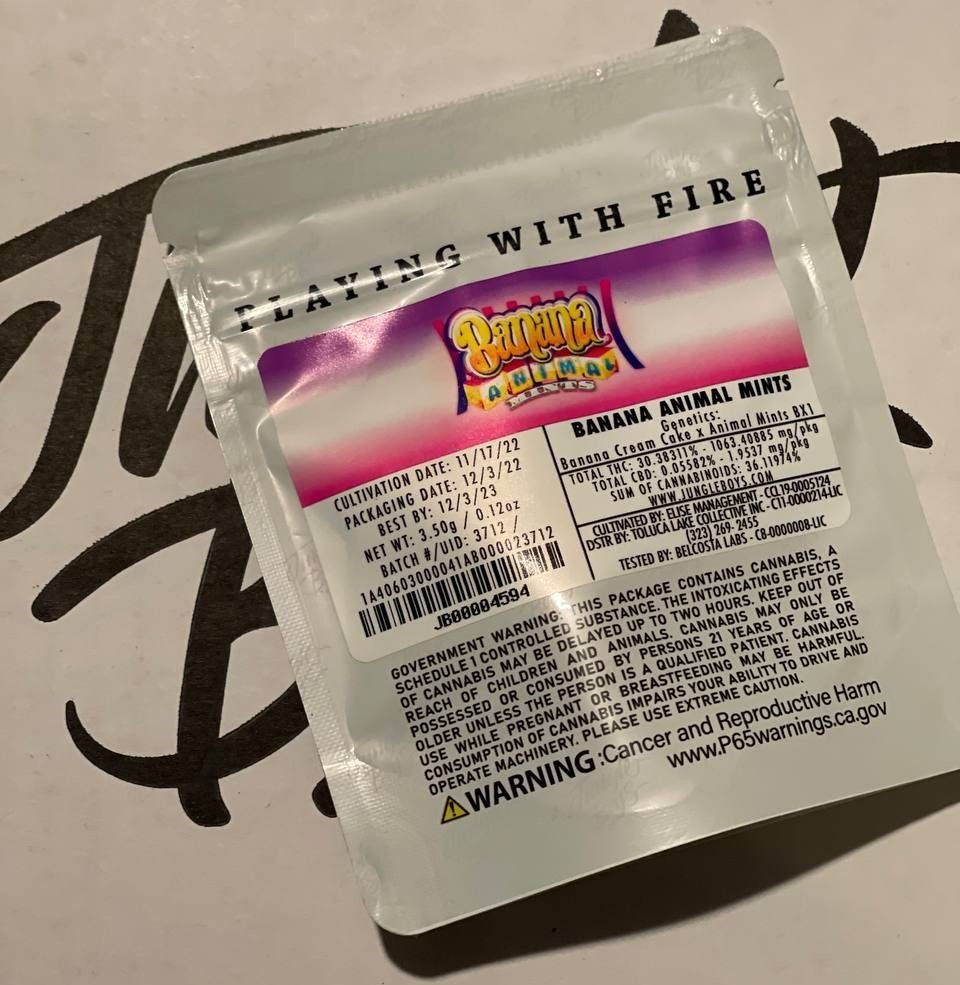 PLAYING WITH FIRE
Banana
ANIMAL
MINTS
CULTIVATION DATE: 11/17/22
PACKAGING DATE: 12/3/22
BEST BY: 12/3/23
NET WT: 3.50g / 0.12oz
BATCH #/UID: 3712 /
1A40603000041AB000023712
JB00004594
BANANA ANIMAL MINTS
Genetics:
Banana Cream Cake x Animal Mints BX1
TOTAL THC: 30.38311% - 1063.40885 mg/pkg
TOTAL CBD: 0.05582% - 1.9537 mg/pkg
SUM OF CANNABINOIDS: 36.11974%
WWW.JUNGLEBOYS.COM
CULTIVATED BY: ELISE MANAGEMENT - CCL19-0005124
DSTR BY: TOLUCA LAKE COLLECTIVE INC - C11-0000214-LIC
(323) 269-2455
TESTED BY: BELCOSTA LABS - C8-0000008-LIC
GOVERNMENT WARNING: THIS PACKAGE CONTAINS CANNABIS, A
SCHEDULE 1 CONTROLLED SUBSTANCE. THE INTOXICATING EFFECTS
OF CANNABIS MAY BE DELAYED UP TO TWO HOURS. KEEP OUT OF
REACH OF CHILDREN AND ANIMALS. CANNABIS MAY ONLY BE
POSSESSED OR CONSUMED BY PERSONS 21 YEARS OF AGE OR
OLDER UNLESS THE PERSON IS A QUALIFIED PATIENT. CANNABIS
USE WHILE PREGNANT OR BREASTFEEDING MAY BE HARMFUL.
CONSUMPTION OF CANNABIS IMPAIRS YOUR ABILITY TO DRIVE AND
OPERATE MACHINERY. PLEASE USE EXTREME CAUTION.
WARNING:Cancer and Reproductive Harm
www.P65warnings.ca.gov